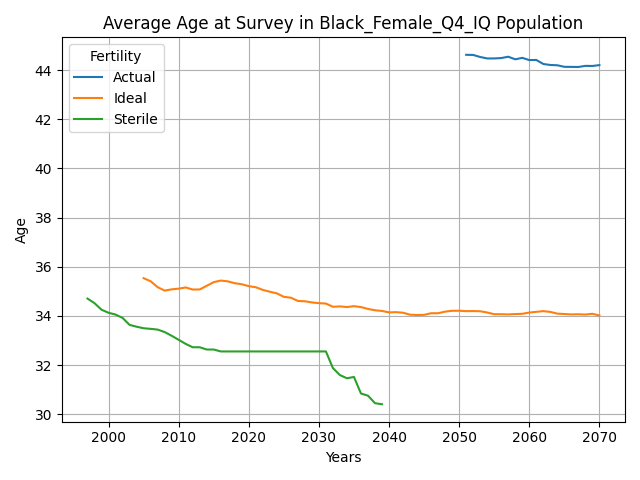 Average Age at Survey in Black_Female_Q4_IQ Population
Fertility
Actual
Ideal
Sterile
Age
44
42
40
38
36
34
32
30
2000 2010 2020 2030 2040 2050 2060 2070
Years